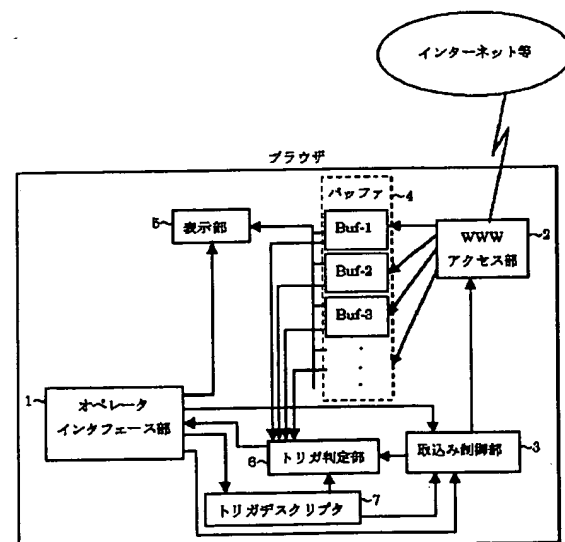 インターネット等
ブラウザ
バッファ
4
5
表示部
Buf-1
WWW
アクセス部
2
Buf-2
Buf-3
1
オペレータ
インタフェース部
6
トリガ判定部
取込み制御部
3
7
トリガデスクリプタ